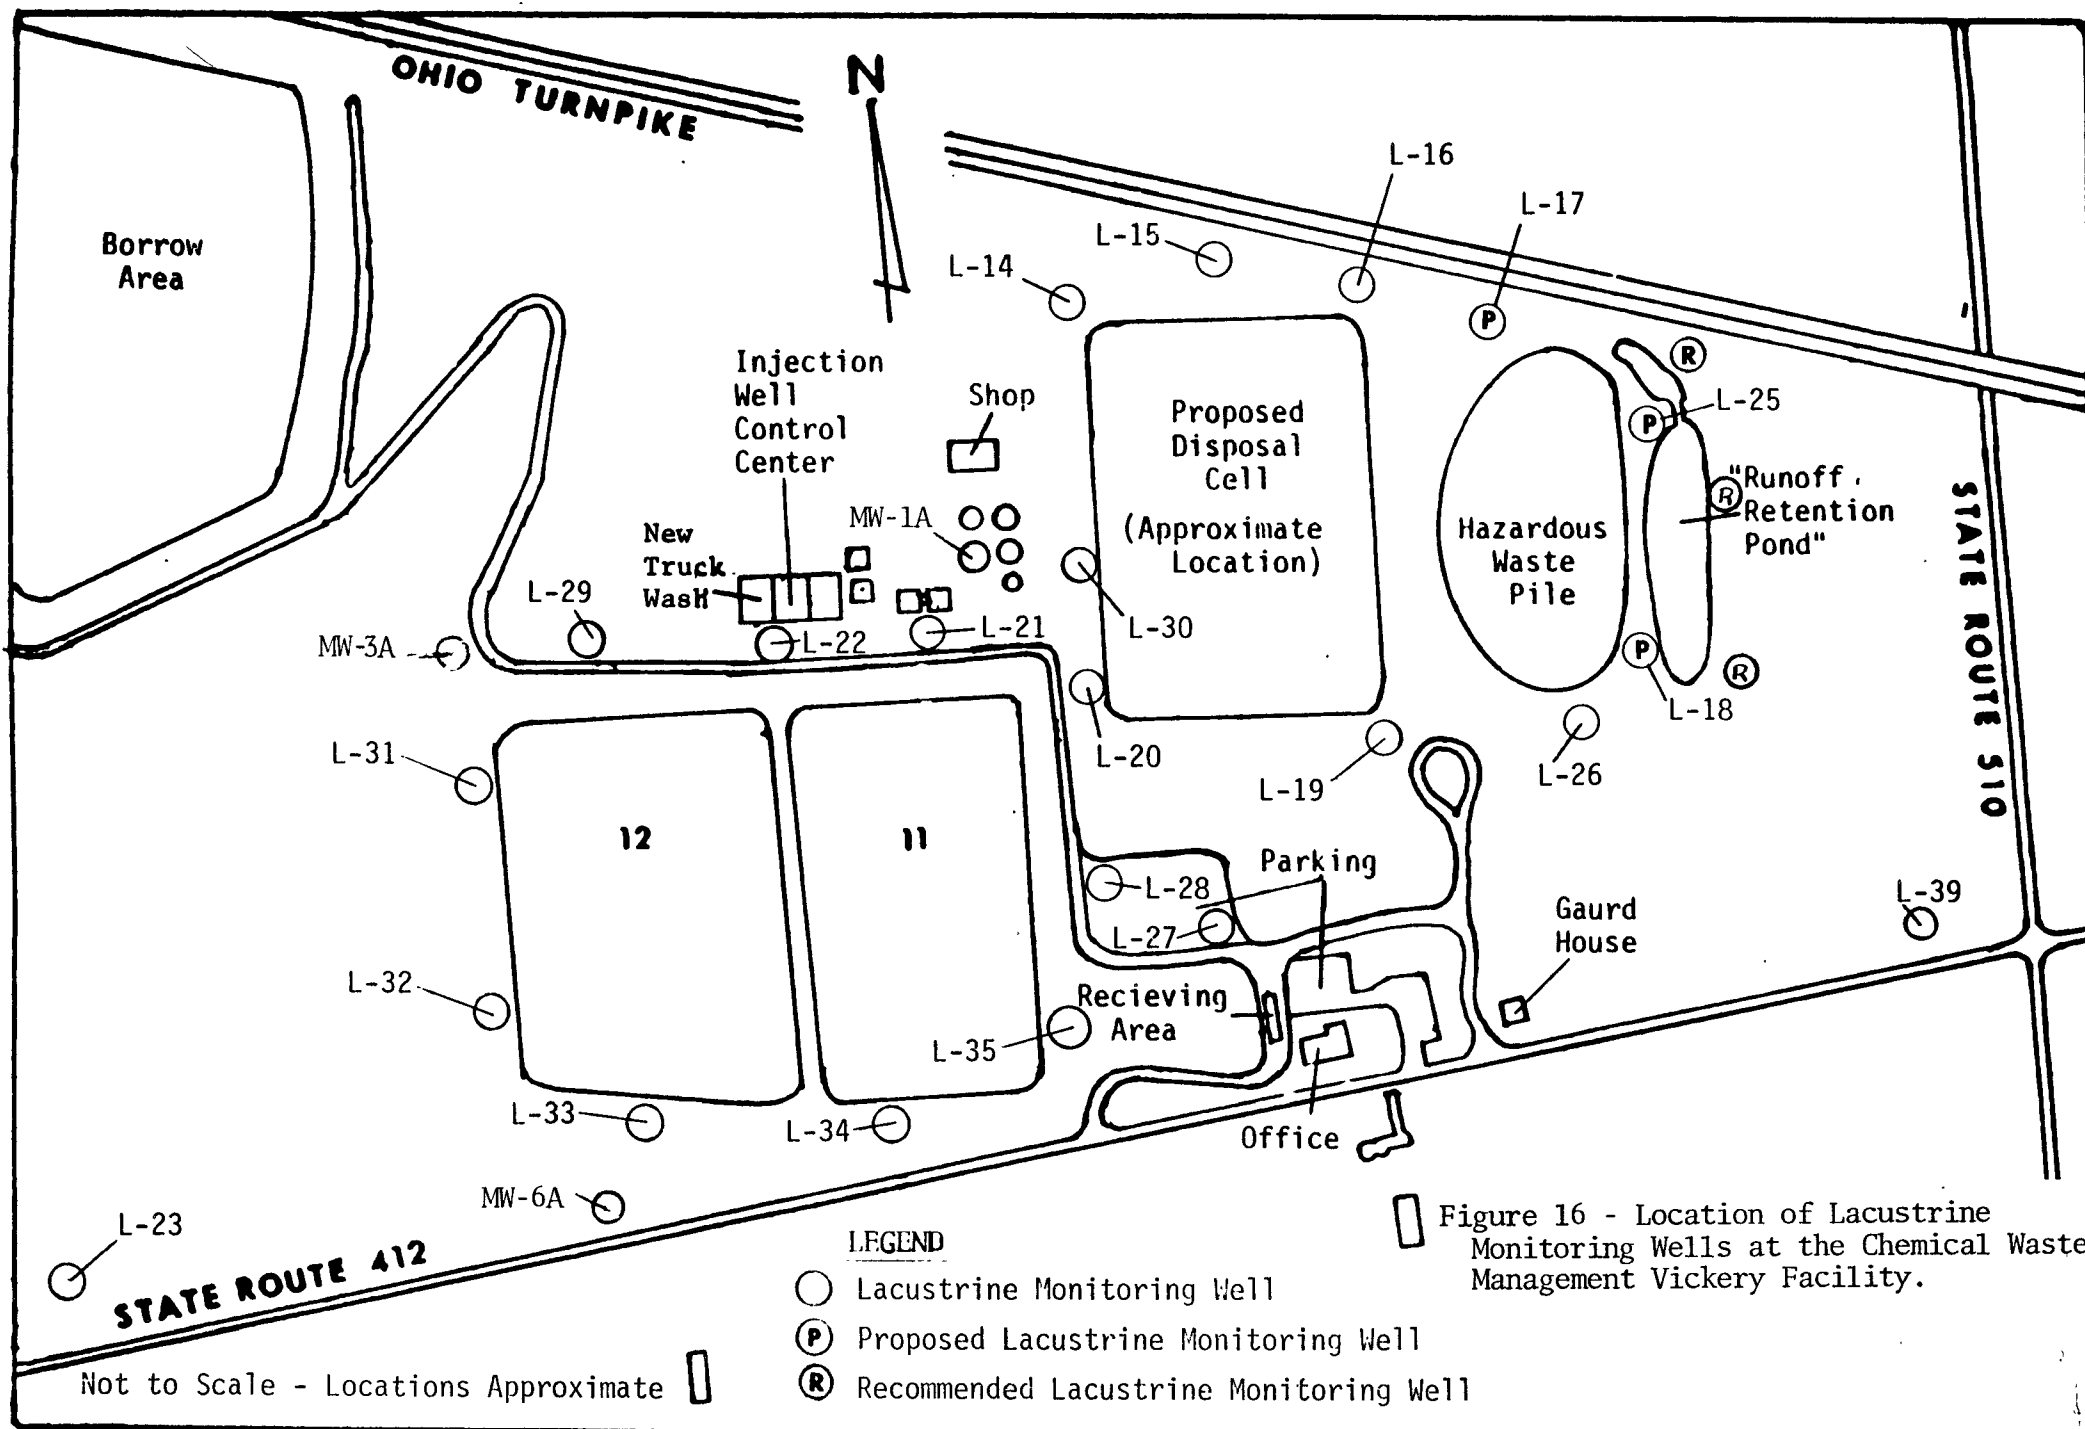 OHIO TURNPIKE
N
L-16
L-17
L-15
L-14
Borrow
Area
Injection
Well
Control
Center
Shop
Proposed
Disposal
Cell
(Approximate
Location)
R
P
L-25
"Runoff
Retention
Pond"
R
Hazardous
Waste
Pile
STATE ROUTE 510
MW-1A
New
Truck
Wash
L-29
L-22
L-21
L-30
MW-3A
P
R
L-18
L-20
L-19
L-26
L-31
12
11
Parking
L-28
L-27
L-39
Gaurd
House
L-32
Recieving
Area
L-35
L-33
L-34
Office
MW-6A
L-23
STATE ROUTE 412
LEGEND
Lacustrine Monitoring Well
P Proposed Lacustrine Monitoring Well
R Recommended Lacustrine Monitoring Well
Not to Scale - Locations Approximate
Figure 16 - Location of Lacustrine
Monitoring Wells at the Chemical Waste
Management Vickery Facility.